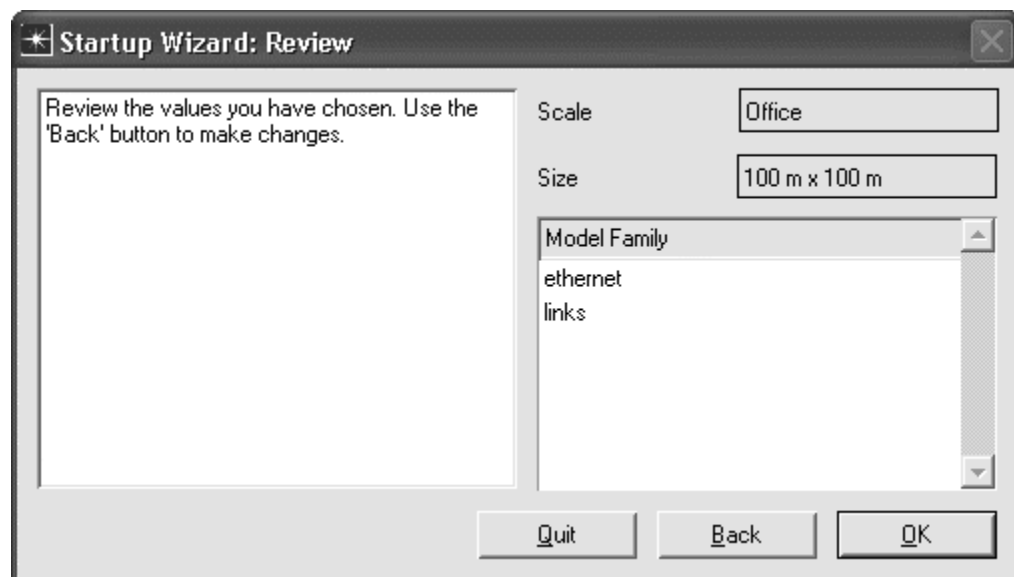 Startup Wizard: Review
Review the values you have chosen. Use the
'Back' button to make changes.
Scale
Office
Size
100 m x 100 m
Model Family
ethernet
links
Quit
Back
OK